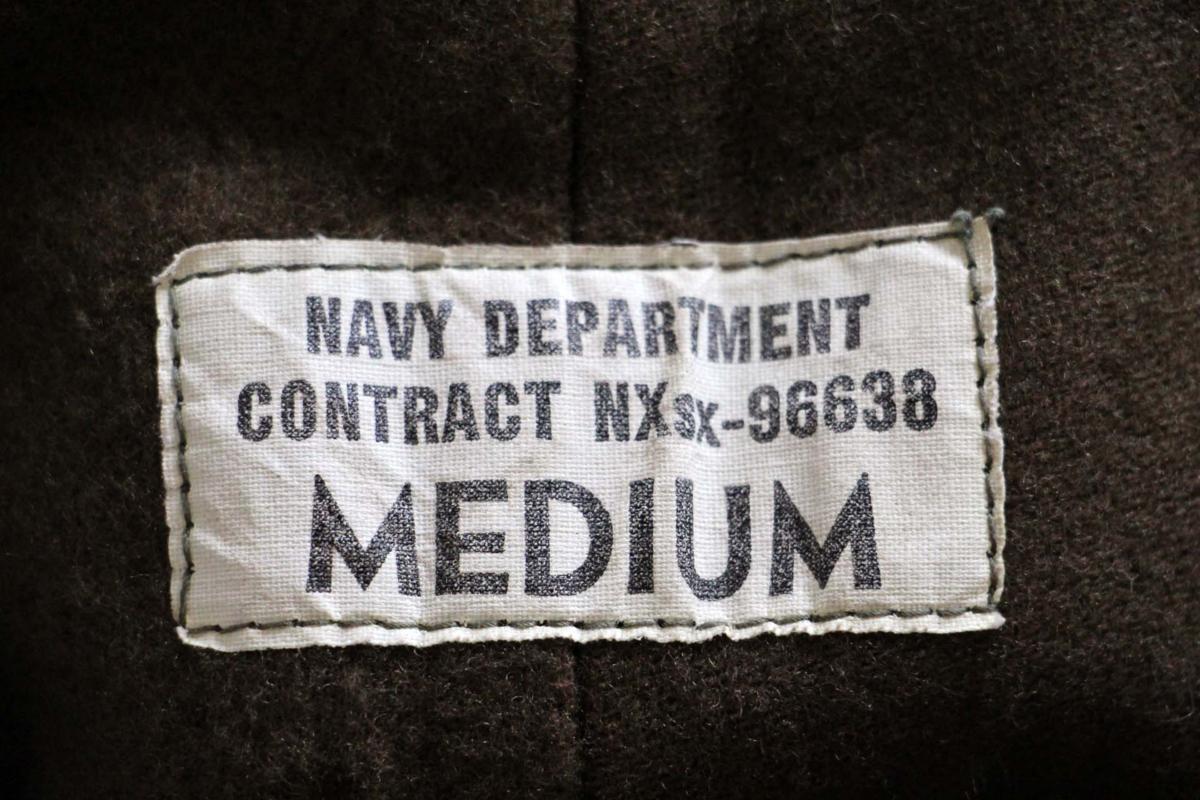 NAVY DEPARTMENT
CONTRACT NXsx-96638
MEDIUM